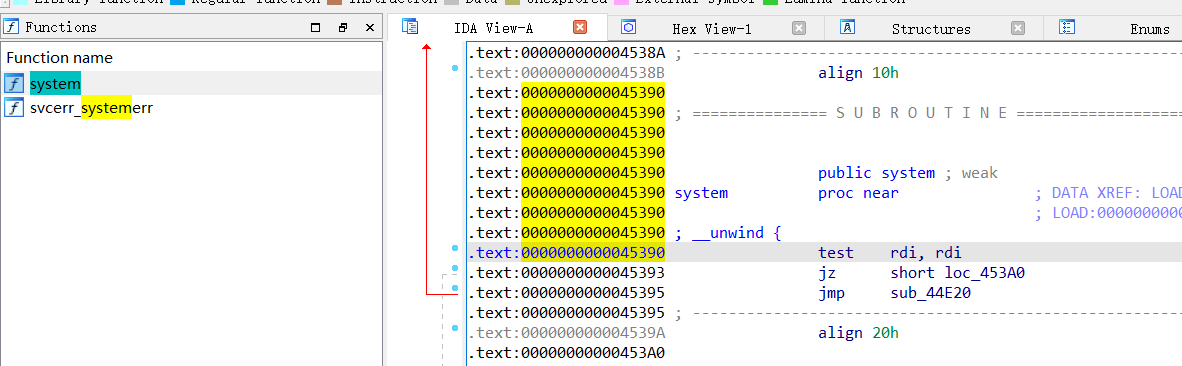 Library function Regular function Instruction Data Unexplored External symbol Lumina function
Functions
Function name
system
svcerr_systemerr
IDA View-A Hex View-1 Structures Enums
.text:000000000004538A ; ------------------------------------------------------------
.text:000000000004538B align 10h
.text:0000000000045390
.text:0000000000045390 ; =============== S U B R O U T I N E =====================
.text:0000000000045390
.text:0000000000045390
.text:0000000000045390 public system ; weak
.text:0000000000045390 system proc near ; DATA XREF: LOAD
.text:0000000000045390 ; LOAD:0000000000
.text:0000000000045390 ; __unwind {
.text:0000000000045390 test rdi, rdi
.text:0000000000045393 jz short loc_453A0
.text:0000000000045395 jmp sub_44E20
.text:0000000000045395 ; ------------------------------------------------------------
.text:000000000004539A align 20h
.text:00000000000453A0